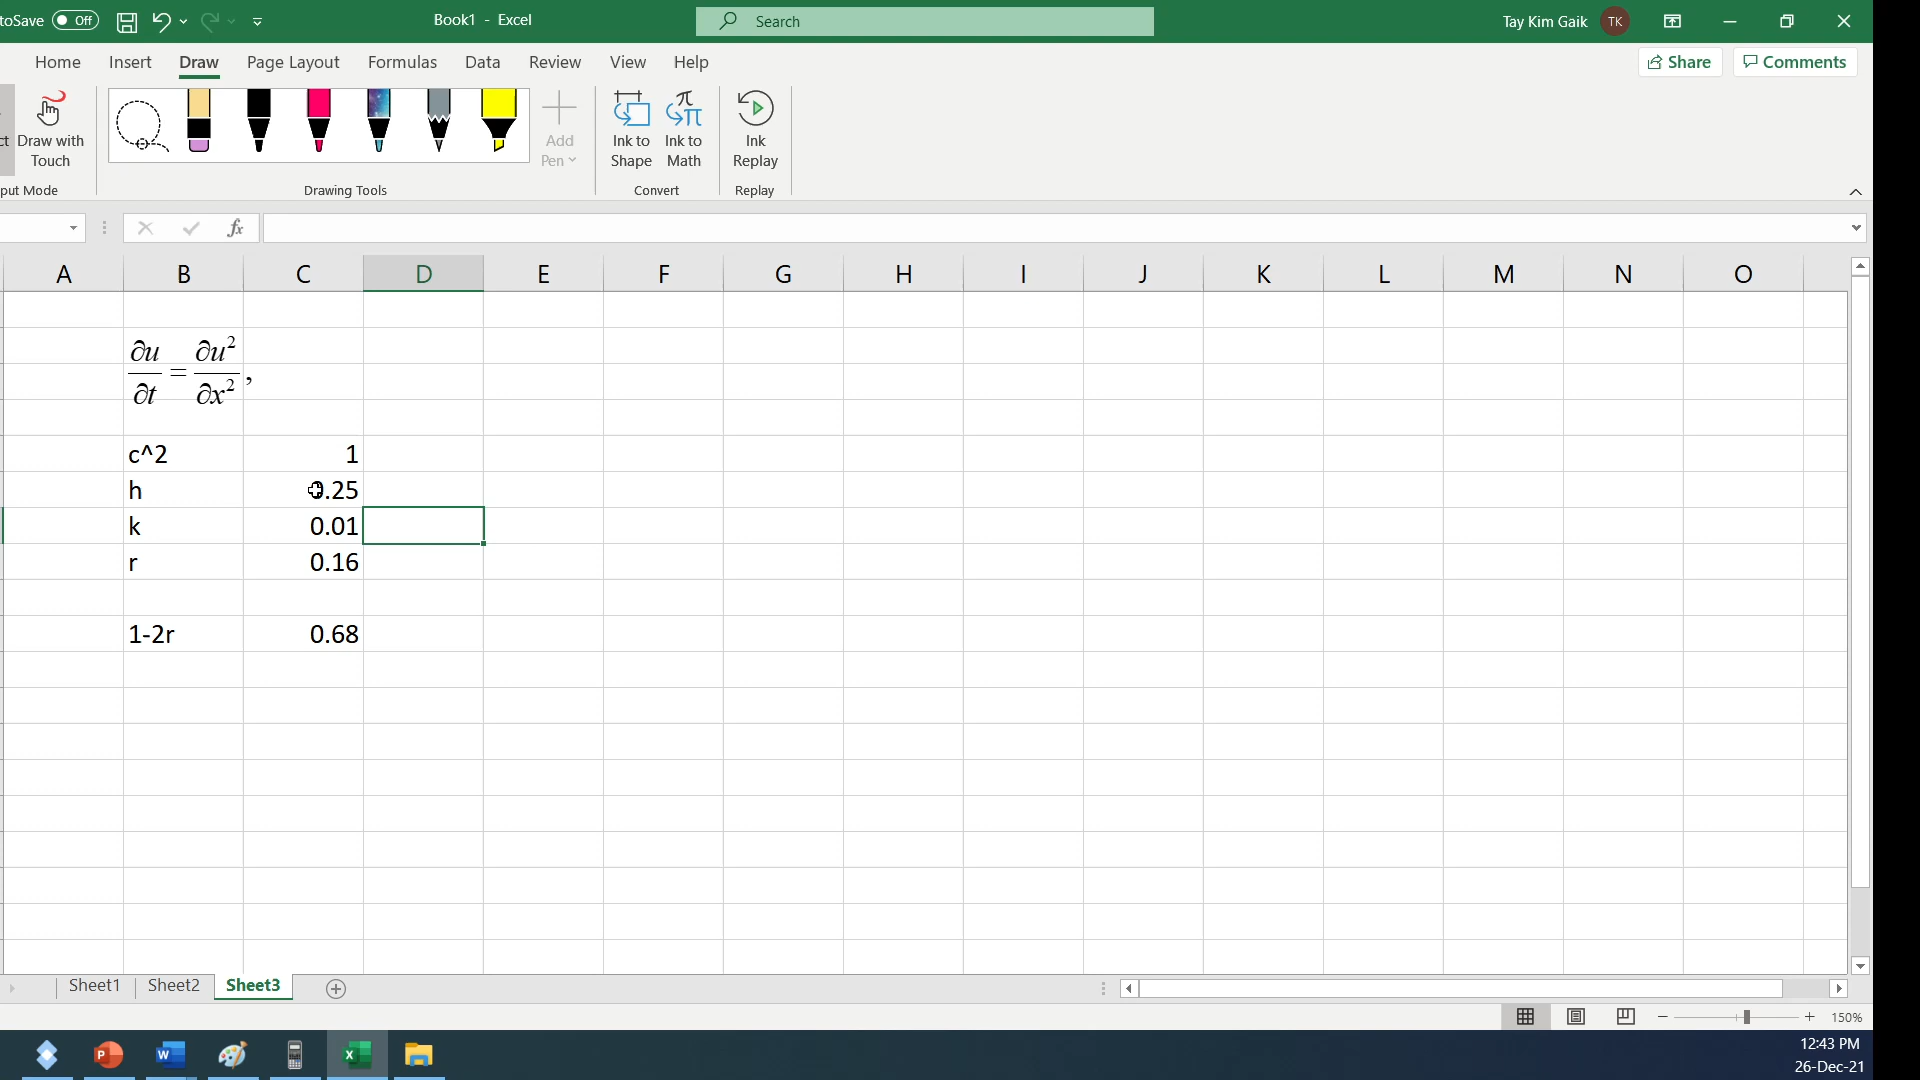 toSave Off Book1 - Excel Search Tay Kim Gaik TK
Home Insert Draw Page Layout Formulas Data Review View Help Share Comments
ct Draw with Touch
Add Pen
Ink to Shape
Ink to Math
Ink Replay
put Mode Drawing Tools Convert Replay
fx
A B C D E F G H I J K L M N O
∂u/∂t = ∂u²/∂x²,
c^2 1
h 0.25
k 0.01
r 0.16
1-2r 0.68
Sheet1 Sheet2 Sheet3
150%
12:43 PM
26-Dec-21